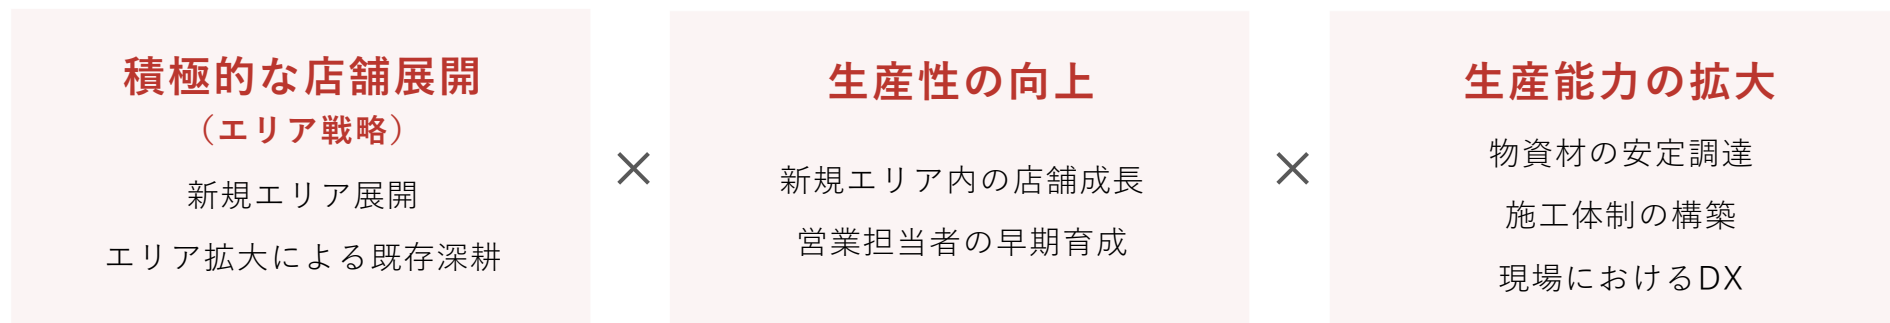 積極的な店舗展開
（エリア戦略）
新規エリア展開
エリア拡大による既存深耕
×
生産性の向上
新規エリア内の店舗成長
営業担当者の早期育成
×
生産能力の拡大
物資材の安定調達
施工体制の構築
現場におけるDX